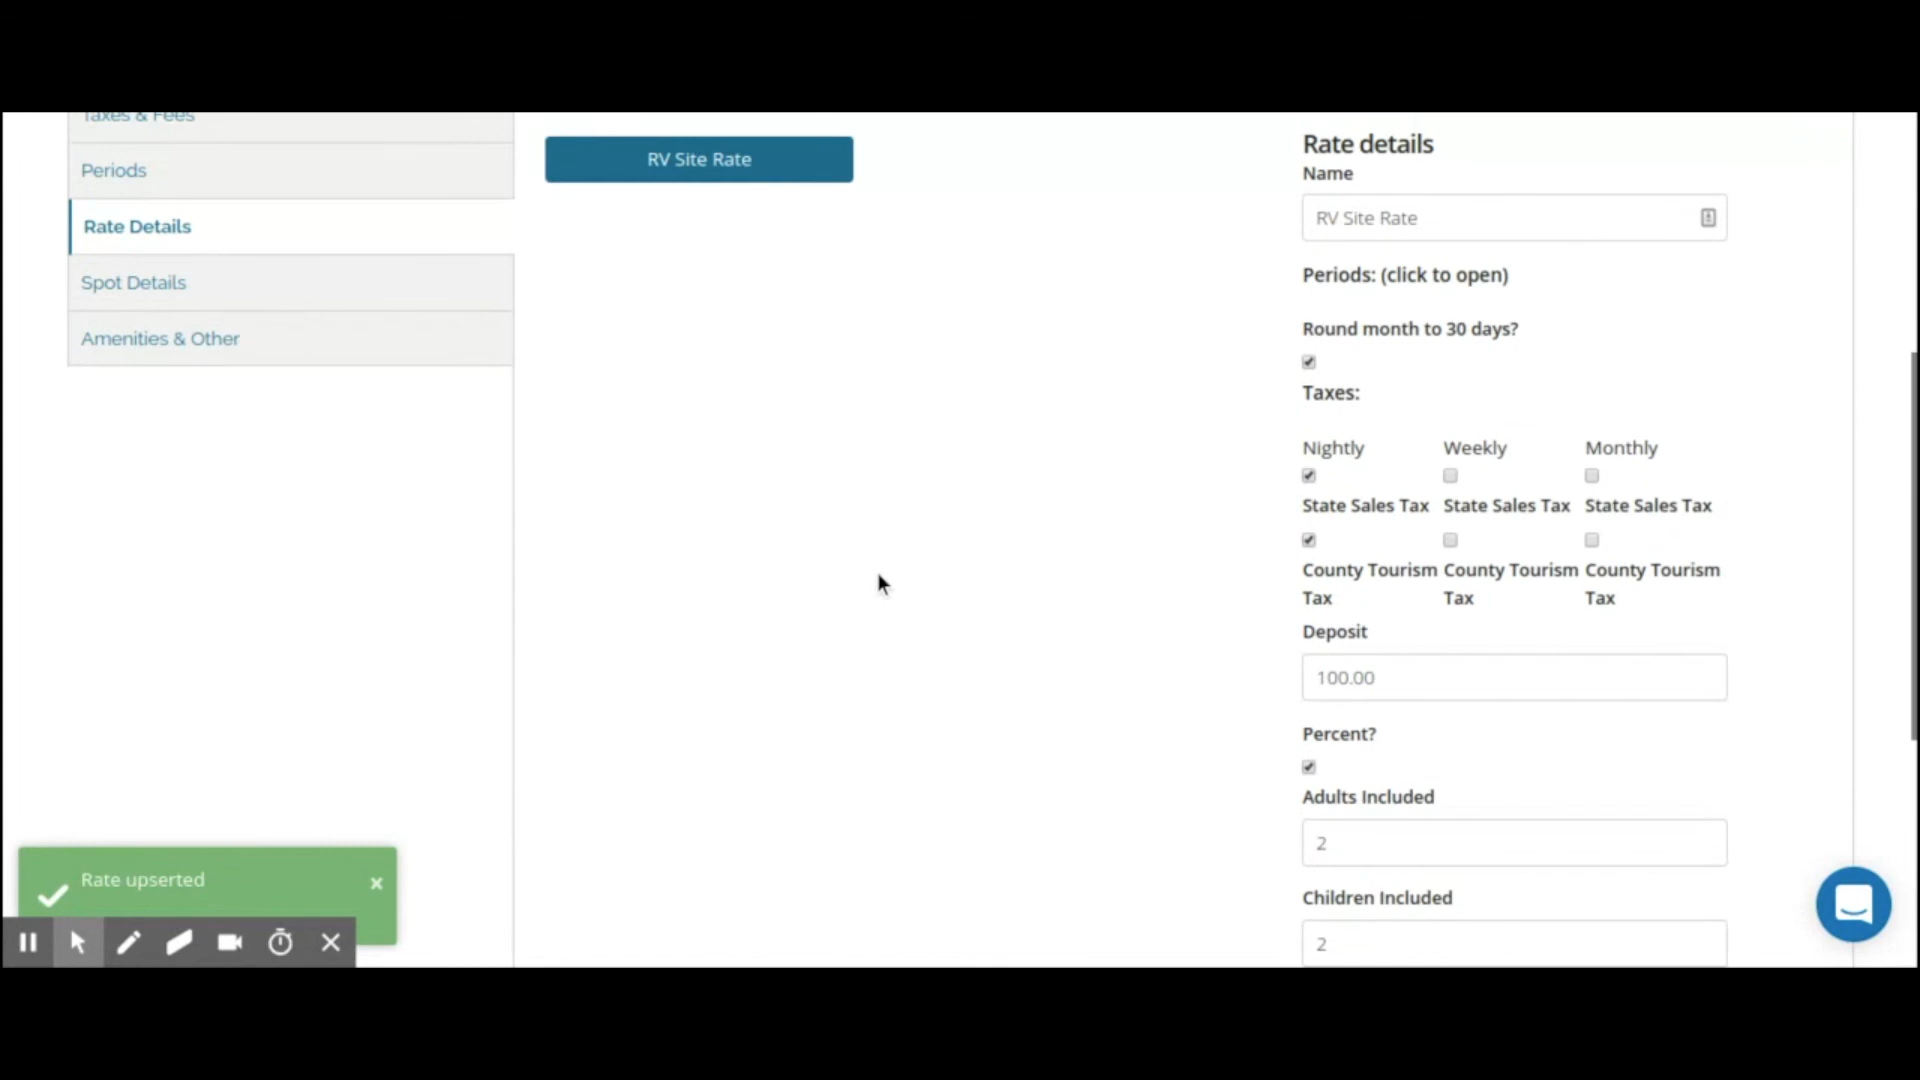 Taxes & Fees
Periods
Rate Details
Spot Details
Amenities & Other
RV Site Rate
Rate details
Name
RV Site Rate
Periods: (click to open)
Round month to 30 days?
Taxes:
Nightly Weekly Monthly
State Sales Tax State Sales Tax State Sales Tax
County Tourism County Tourism County Tourism
Tax Tax Tax
Deposit
100.00
Percent?
Adults Included
2
Children Included
2
Rate upserted